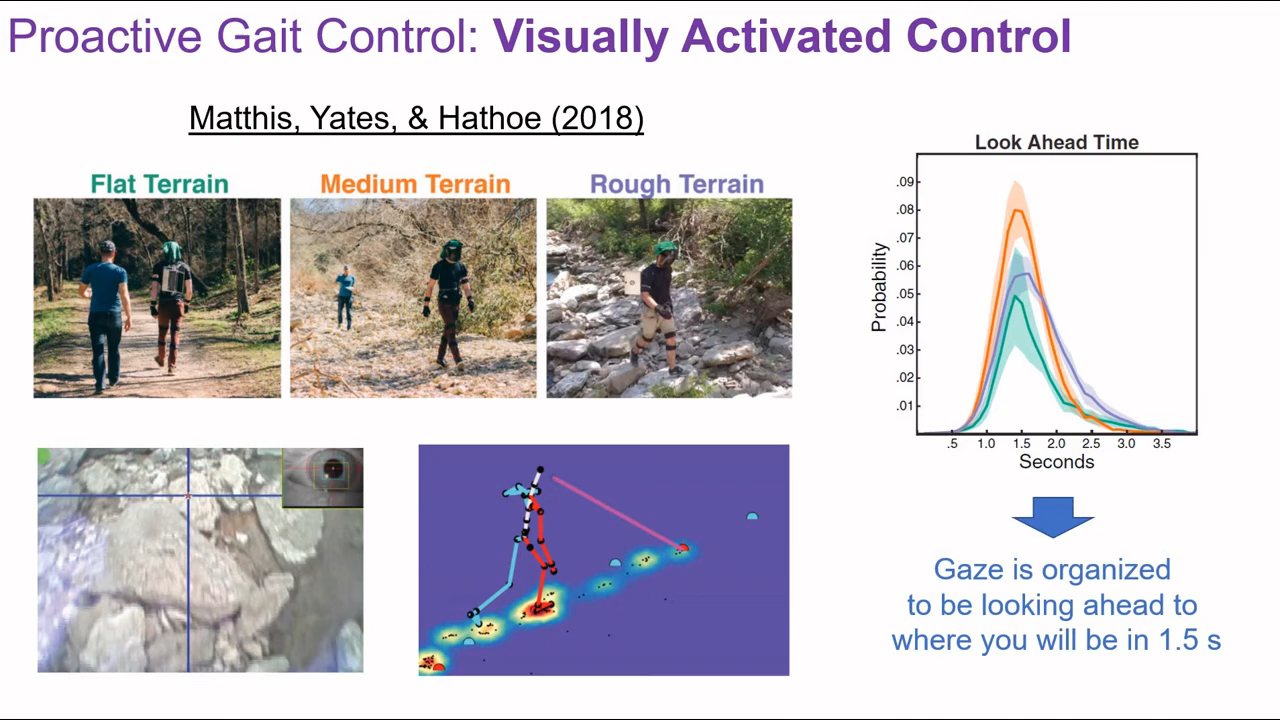 Proactive Gait Control: Visually Activated Control
Matthis, Yates, & Hathoe (2018)
Flat Terrain
Medium Terrain
Rough Terrain
Look Ahead Time
.09
.08
.07
.06
.05
.04
.03
.02
.01
Probability
.5 1.0 1.5 2.0 2.5 3.0 3.5
Seconds
Gaze is organized
to be looking ahead to
where you will be in 1.5 s